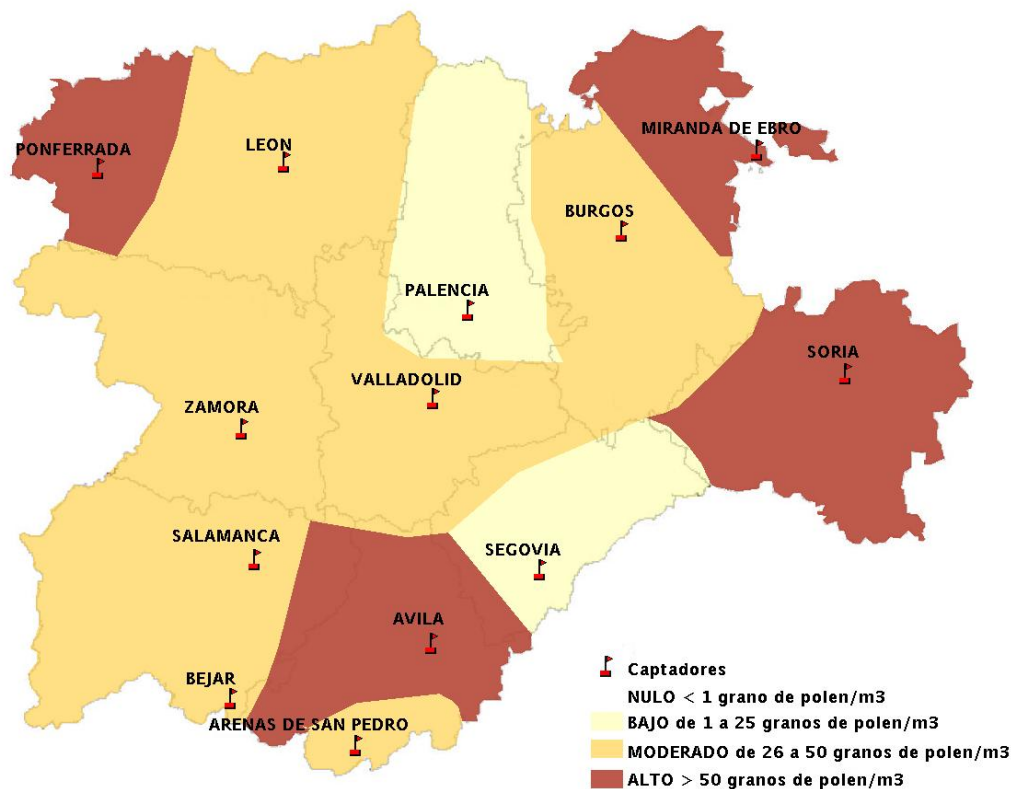 PONFERRADA
LEON
MIRANDA DE EBRO
BURGOS
PALENCIA
SORIA
VALLADOLID
ZAMORA
SALAMANCA
SEGOVIA
AVILA
BEJAR
ARENAS DE SAN PEDRO
Captadores
NULO < 1 grano de polen/m3
BAJO de 1 a 25 granos de polen/m3
MODERADO de 26 a 50 granos de polen/m3
ALTO > 50 granos de polen/m3